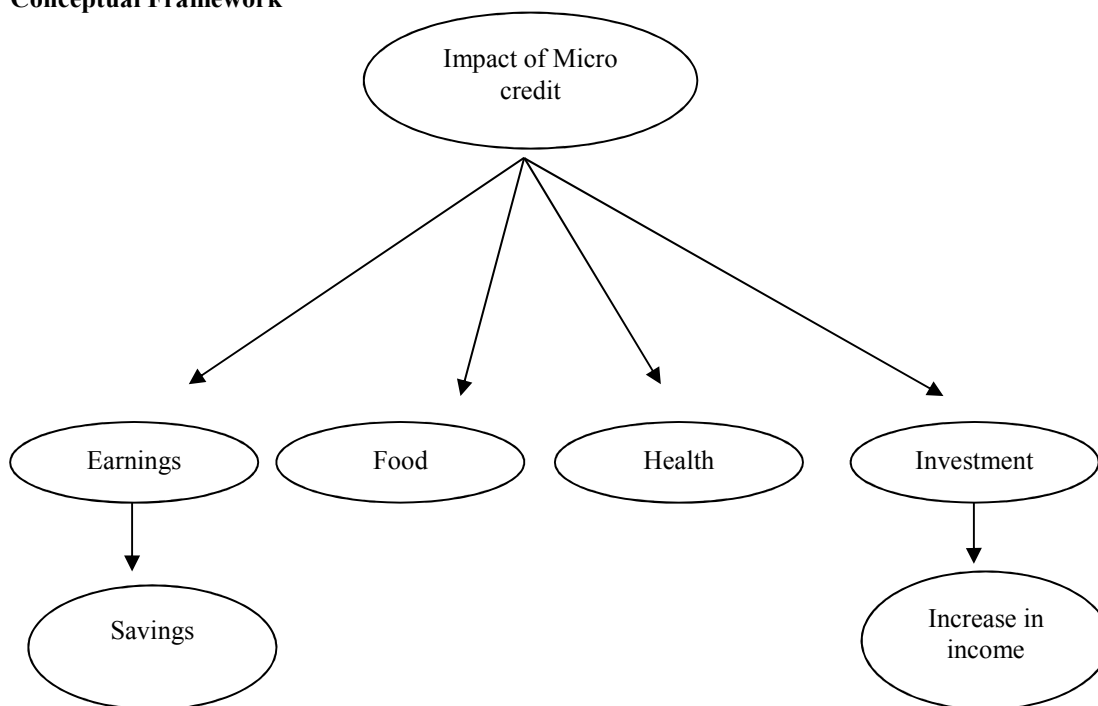 Conceptual Framework
Impact of Micro
credit
Earnings
Food
Health
Investment
Savings
Increase in
income